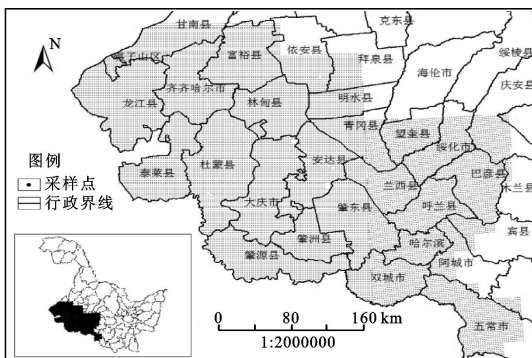 甘南县
克东县
N
富裕县
依安县
拜泉县
绥棱县
碾子山区
海伦市
庆安县
齐齐哈尔市
龙江县
林甸县
明水县
青冈县
望奎县
绥化市
图例
采样点
行政界线
泰莱县
杜蒙县
安达县
兰西县
巴彦县
木兰县
大庆市
肇东县
呼兰县
宾县
肇源县
肇洲县
哈尔滨
阿城市
双城市
五常市
0 80 160 km
1:2000000